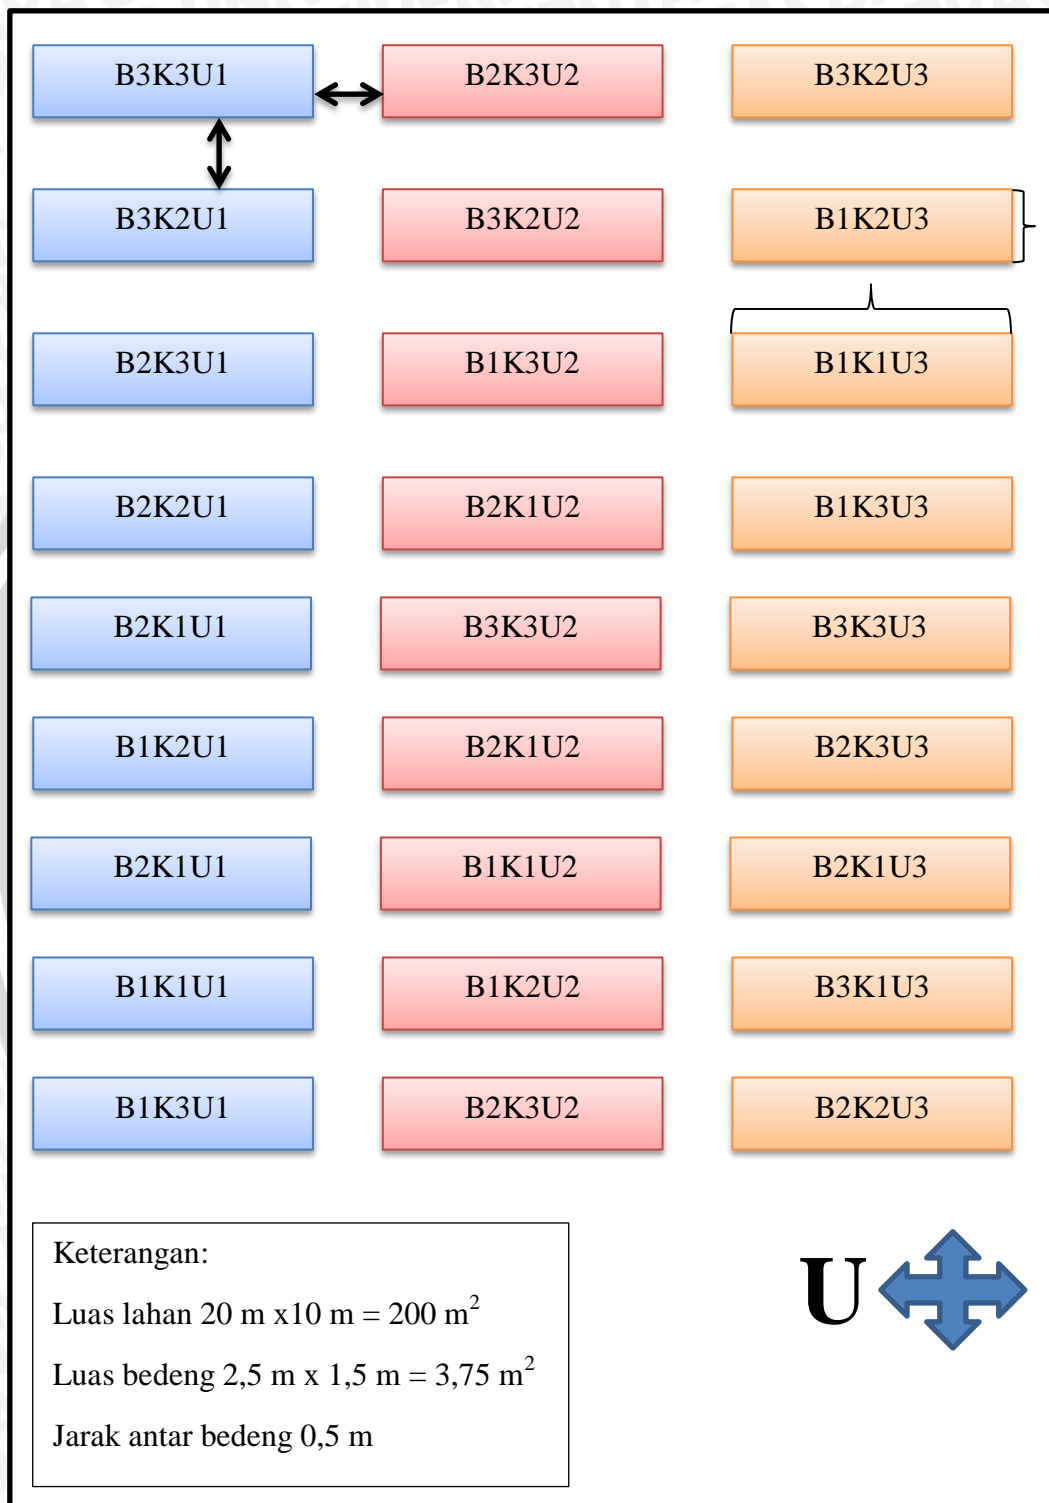 B3K3U1 B2K3U2 B3K2U3
B3K2U1 B3K2U2 B1K2U3
B2K3U1 B1K3U2 B1K1U3
B2K2U1 B2K1U2 B1K3U3
B2K1U1 B3K3U2 B3K3U3
B1K2U1 B2K1U2 B2K3U3
B2K1U1 B1K1U2 B2K1U3
B1K1U1 B1K2U2 B3K1U3
B1K3U1 B2K3U2 B2K2U3
Keterangan:
Luas lahan 20 m x10 m = 200 m²
Luas bedeng 2,5 m x 1,5 m = 3,75 m²
Jarak antar bedeng 0,5 m
U